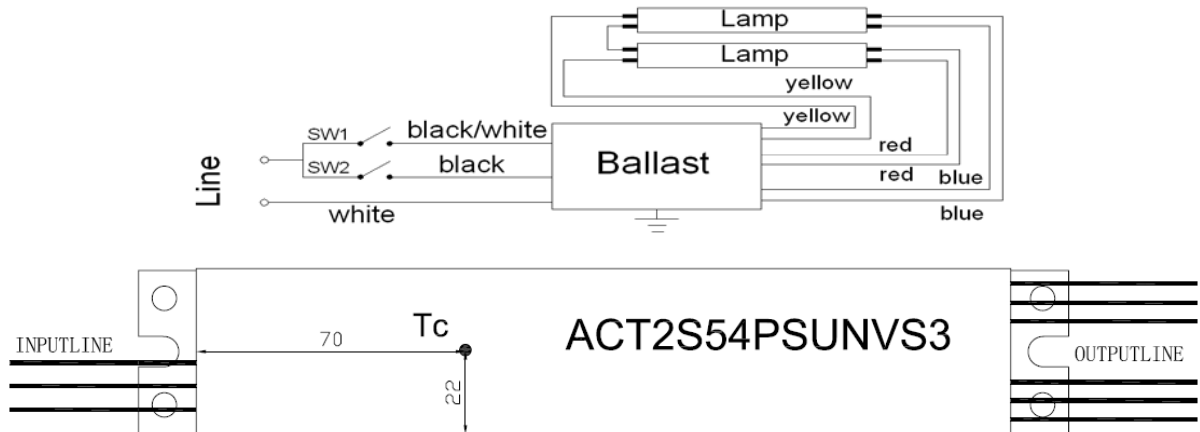 Lamp
Lamp
yellow
yellow
SW1
black/white
SW2
black
Line
white
Ballast
red
red
blue
blue
INPUTLINE
70
Tc
22
ACT2S54PSUNVS3
OUTPUTLINE